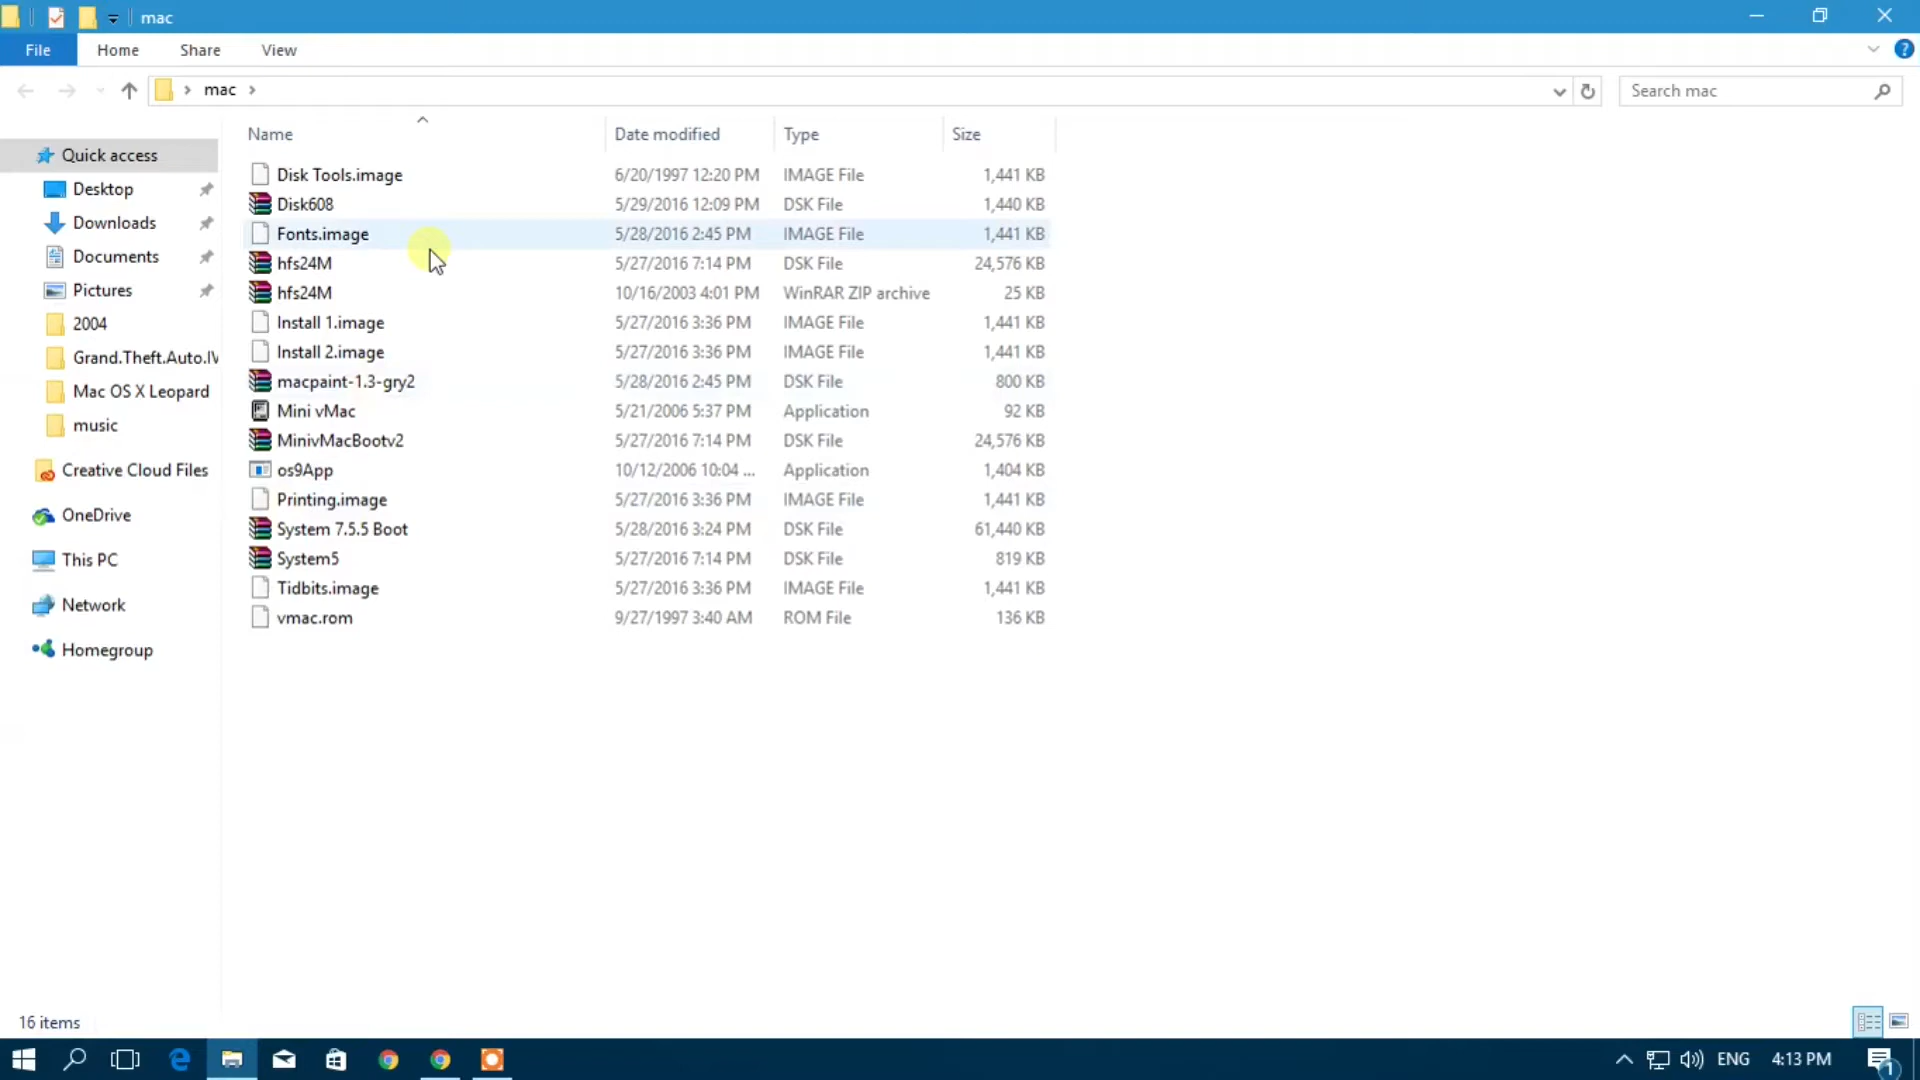 mac
File Home Share View
mac
Search mac
Name Date modified Type Size
Quick access
Desktop
Downloads
Documents
Pictures
2004
Grand.Theft.Auto.IV
Mac OS X Leopard
music
Creative Cloud Files
OneDrive
This PC
Network
Homegroup
Disk Tools.image 6/20/1997 12:20 PM IMAGE File 1,441 KB
Disk608 5/29/2016 12:09 PM DSK File 1,440 KB
Fonts.image 5/28/2016 2:45 PM IMAGE File 1,441 KB
hfs24M 5/27/2016 7:14 PM DSK File 24,576 KB
hfs24M 10/16/2003 4:01 PM WinRAR ZIP archive 25 KB
Install 1.image 5/27/2016 3:36 PM IMAGE File 1,441 KB
Install 2.image 5/27/2016 3:36 PM IMAGE File 1,441 KB
macpaint-1.3-gry2 5/28/2016 2:45 PM DSK File 800 KB
Mini vMac 5/21/2006 5:37 PM Application 92 KB
MinivMacBootv2 5/27/2016 7:14 PM DSK File 24,576 KB
os9App 10/12/2006 10:04 ... Application 1,404 KB
Printing.image 5/27/2016 3:36 PM IMAGE File 1,441 KB
System 7.5.5 Boot 5/28/2016 3:24 PM DSK File 61,440 KB
System5 5/27/2016 7:14 PM DSK File 819 KB
Tidbits.image 5/27/2016 3:36 PM IMAGE File 1,441 KB
vmac.rom 9/27/1997 3:40 AM ROM File 136 KB
16 items
ENG 4:13 PM 1